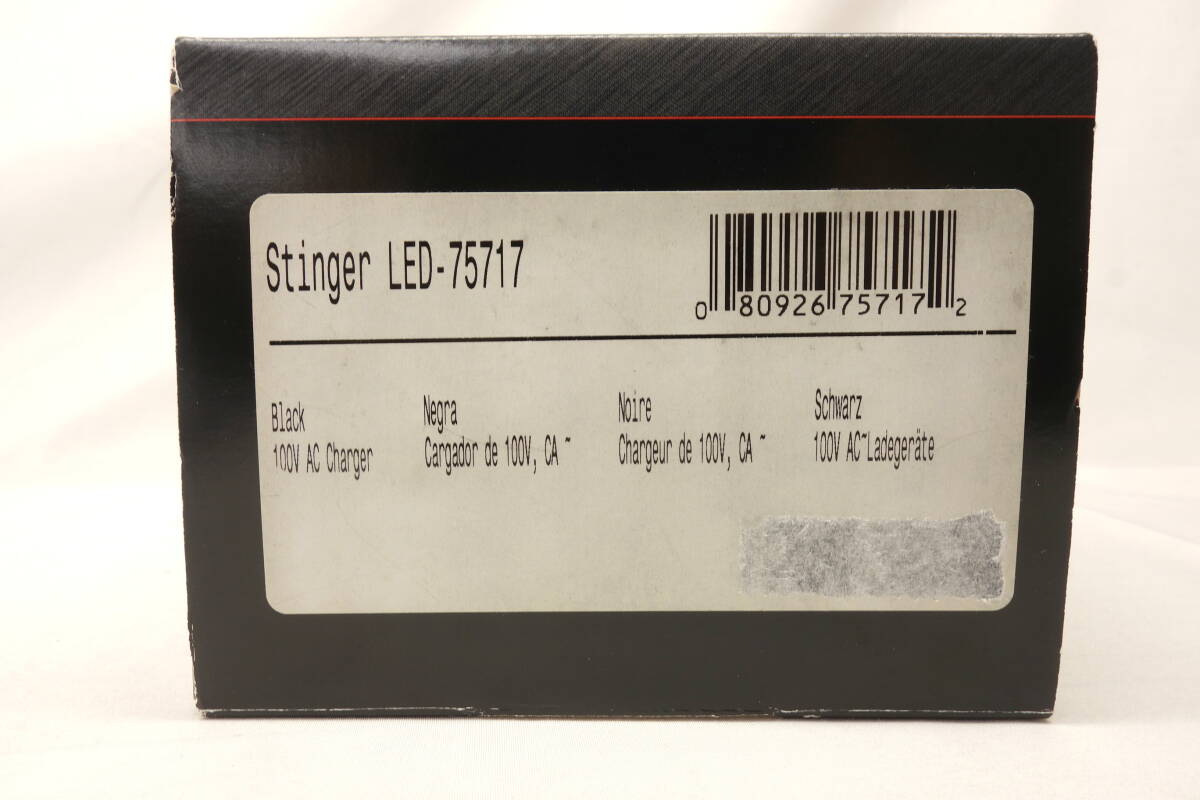 Stinger LED-75717
0 80926 75717 2
Black
100V AC Charger
Negra
Cargador de 100V, CA ~
Noire
Chargeur de 100V, CA ~
Schwarz
100V AC~Ladegeräte